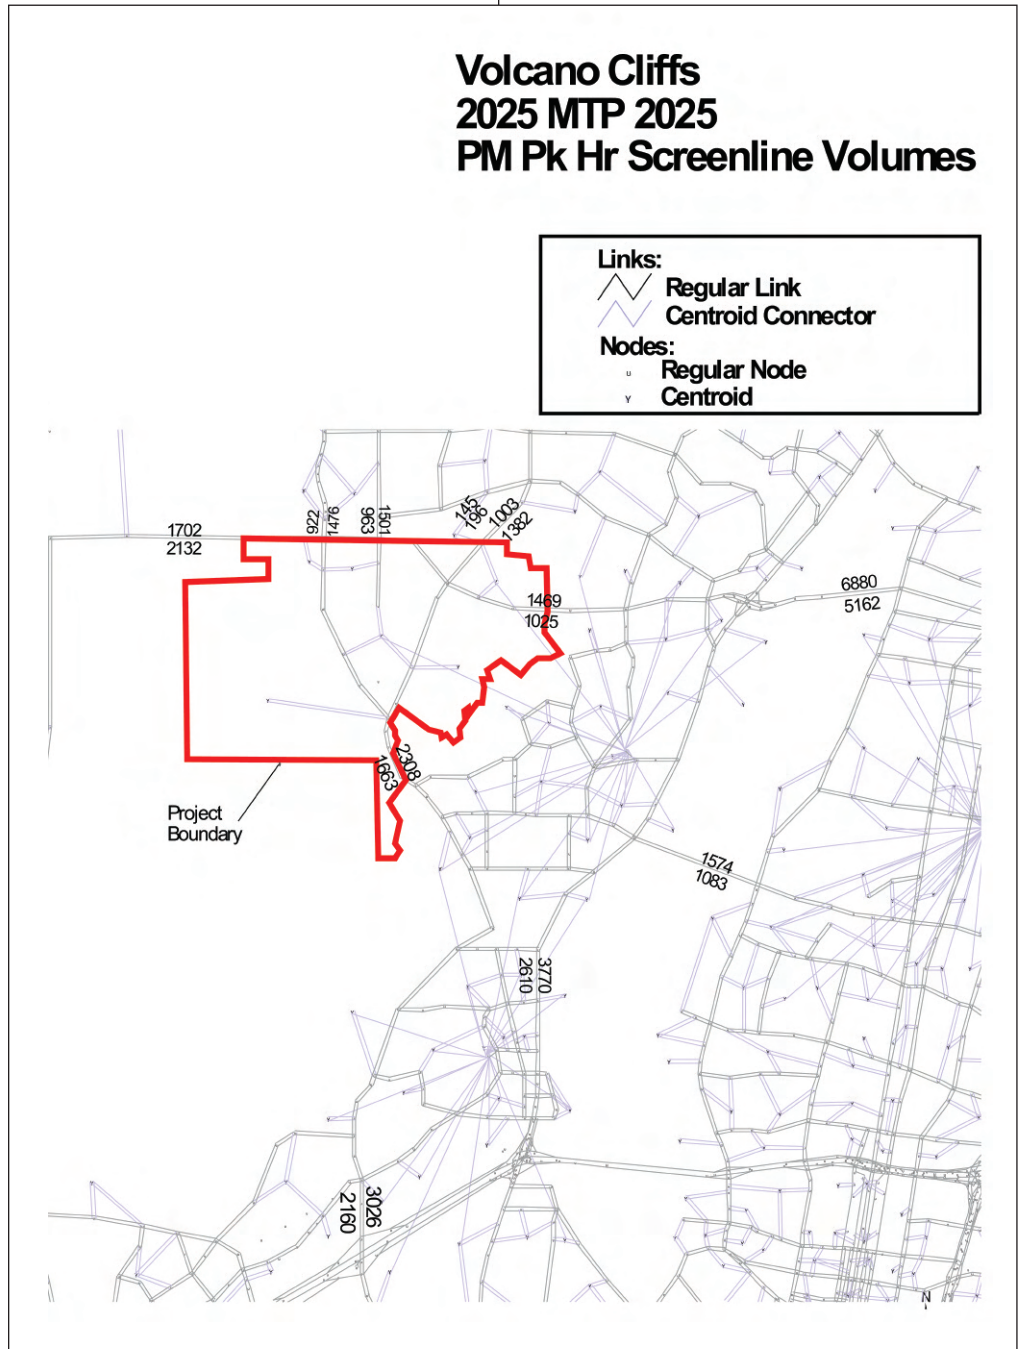 Volcano Cliffs
2025 MTP 2025
PM Pk Hr Screenline Volumes
Links:
Regular Link
Centroid Connector
Nodes:
u Regular Node
Y Centroid
1702
2132
922
1476
963
1501
145
196
1003
1382
1469
1025
6880
5162
1663
2308
Project
Boundary
1574
1083
2610
3770
2160
3026
N